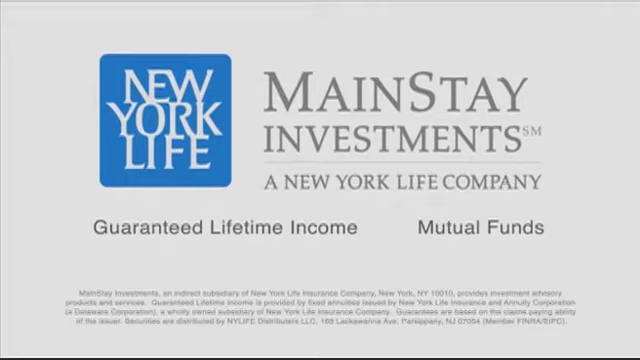 NEW
YORK
LIFE
MAINSTAY
INVESTMENTS℠
A NEW YORK LIFE COMPANY
Guaranteed Lifetime Income Mutual Funds
MainStay Investments, an indirect subsidiary of New York Life Insurance Company, New York, NY 10010, provides investment advisory
products and services. Guaranteed Lifetime Income is provided by fixed annuities issued by New York Life Insurance and Annuity Corporation
(a Delaware Corporation), a wholly owned subsidiary of New York Life Insurance Company. Guarantees are based on the claims paying ability
of the issuer. Securities are distributed by NYLIFE Distributors LLC, 169 Lackawanna Ave, Parsippany, NJ 07054 (Member FINRA/SIPC).